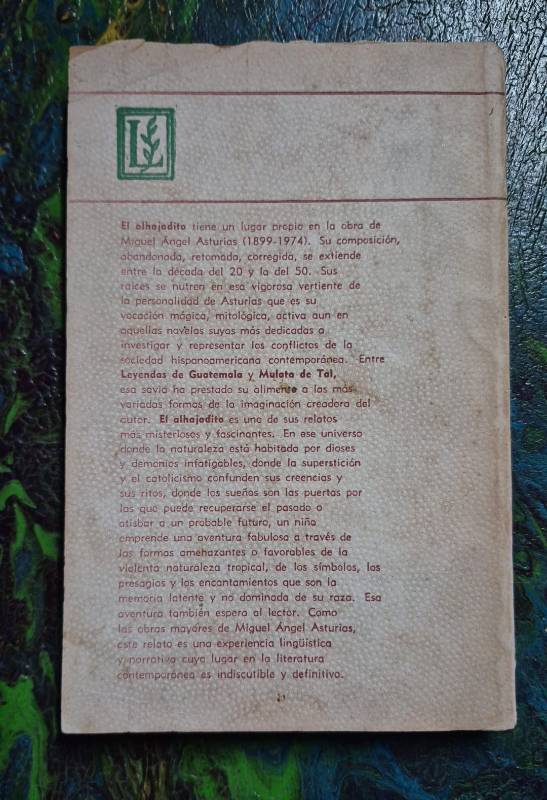 L
El alhajadito tiene un lugar propio en la obra de
Miguel Ángel Asturias (1899-1974). Su composición,
abandonada, retomada, corregida, se extiende
entre la década del 20 y la del 50. Sus
raíces se nutren en esa vigorosa vertiente de
la personalidad de Asturias que es su
vocación mágica, mitológica, activa aun en
aquellas novelas suyas más dedicadas a
investigar y representar los conflictos de la
sociedad hispanoamericana contemporánea. Entre
Leyendas de Guatemala y Mulata de Tal,
esa savia ha prestado su alimento a las más
variadas formas de la imaginación creadora del
autor. El alhajadito es uno de sus relatos
más misteriosos y fascinantes. En ese universo
donde la naturaleza está habitada por dioses
y demonios infatigables, donde la superstición
y el catolicismo confunden sus creencias y
sus ritos, donde los sueños son las puertas por
las que puede recuperarse el pasado o
atisbar a un probable futuro, un niño
emprende una aventura fabulosa a través de
las formas amenazantes o favorables de la
violenta naturaleza tropical, de los símbolos, los
presagios y los encantamientos que son la
memoria latente y no dominada de su raza. Esa
aventura también espera al lector. Como
las obras mayores de Miguel Ángel Asturias,
este relato es una experiencia lingüística
y narrativa cuyo lugar en la literatura
contemporánea es indiscutible y definitivo.